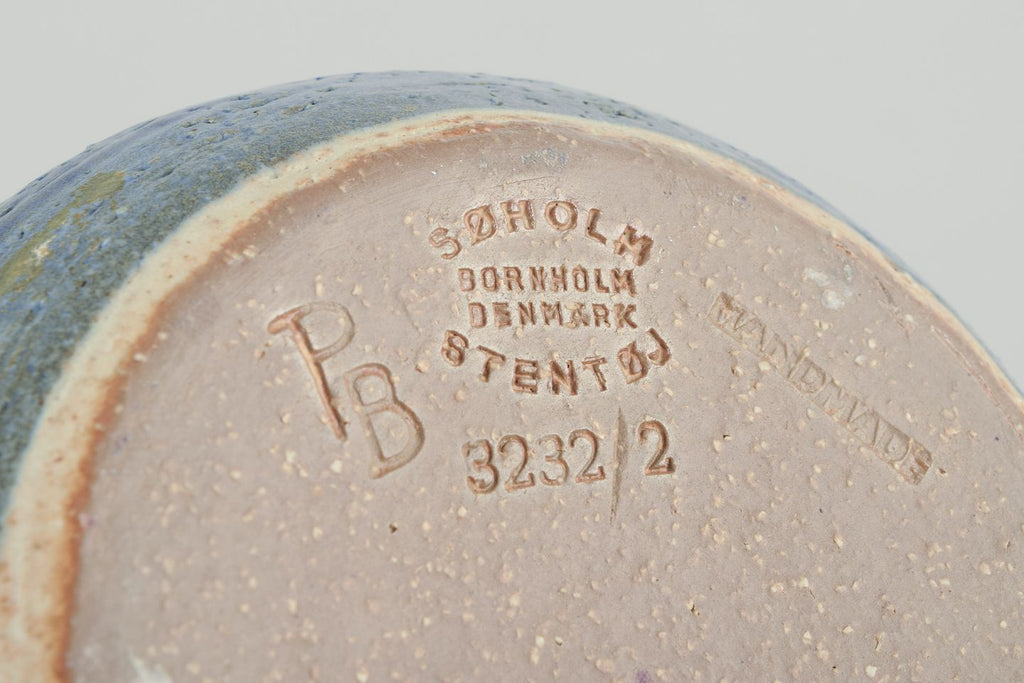 SØHOLM
BORNHOLM
DENMARK
STENTØJ
PB
3232/2
HANDMADE